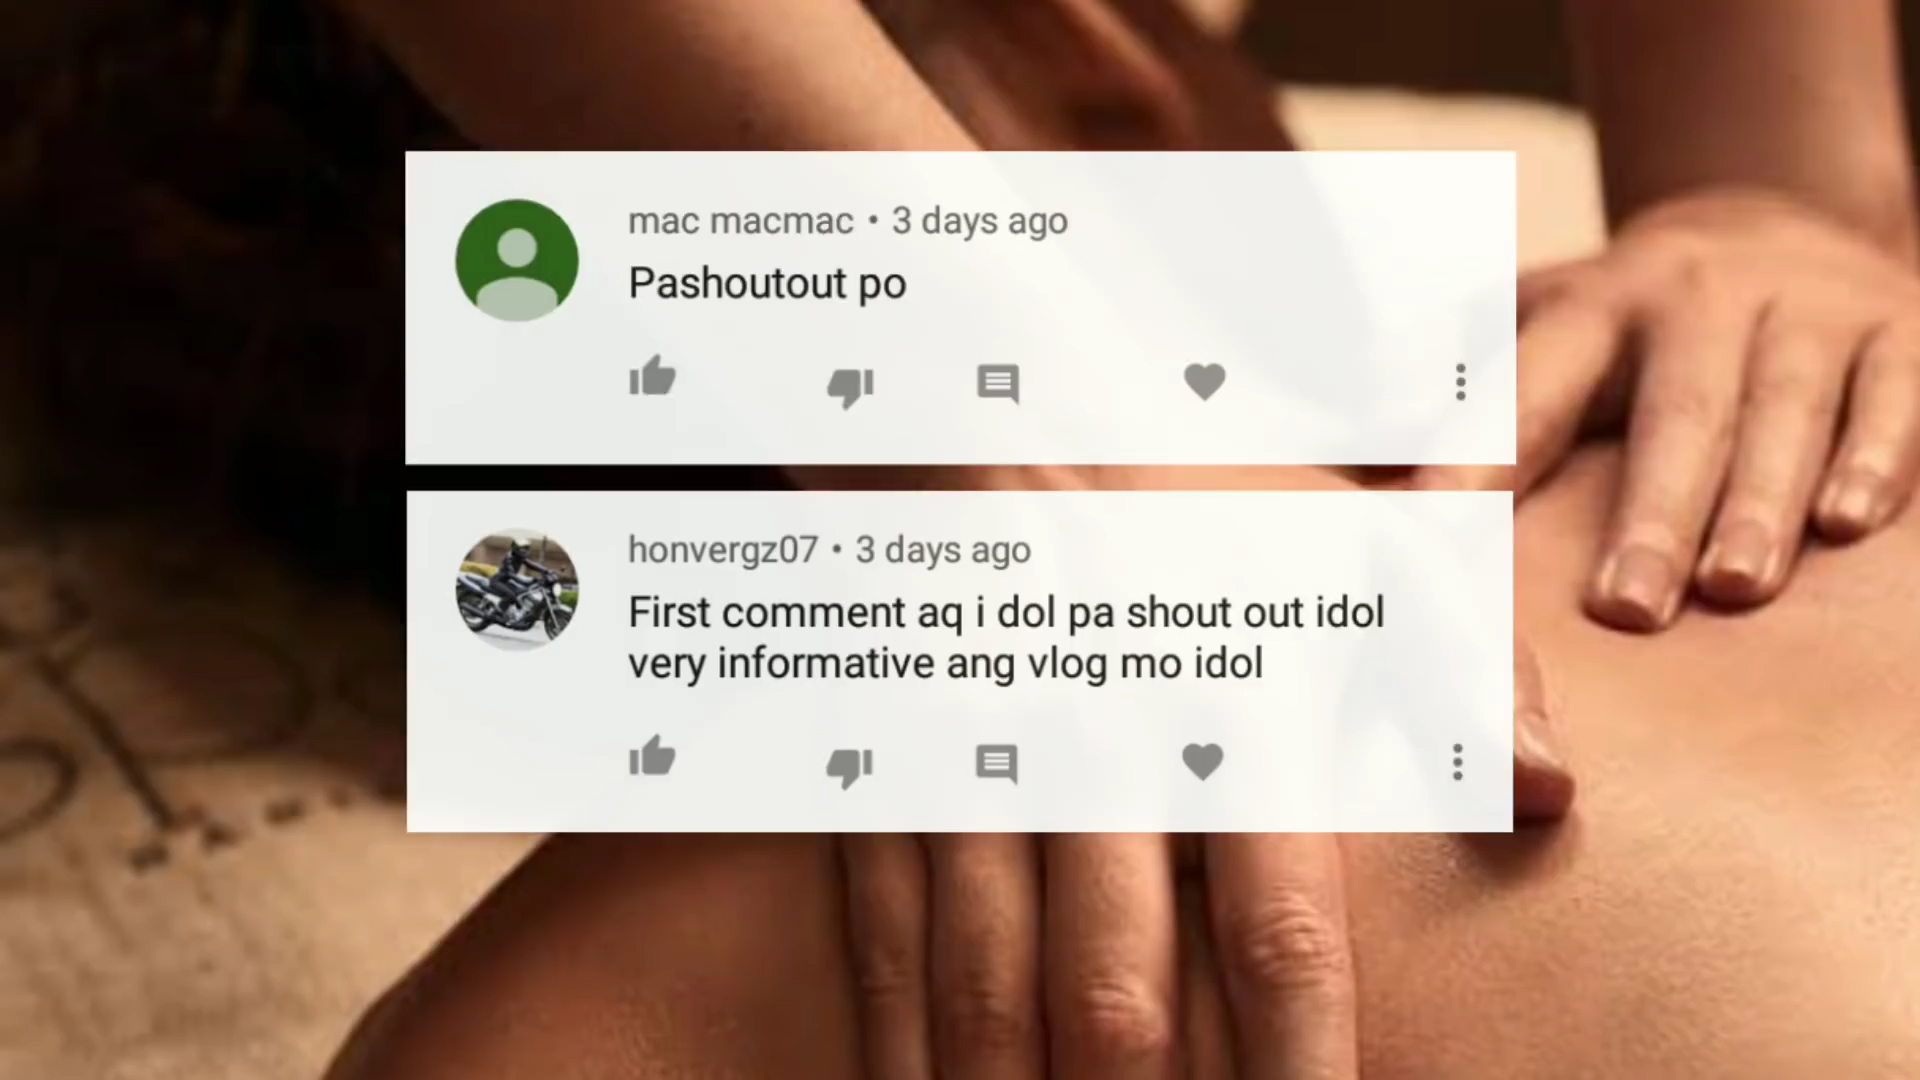 mac macmac • 3 days ago
Pashoutout po
honvergz07 • 3 days ago
First comment aq i dol pa shout out idol
very informative ang vlog mo idol